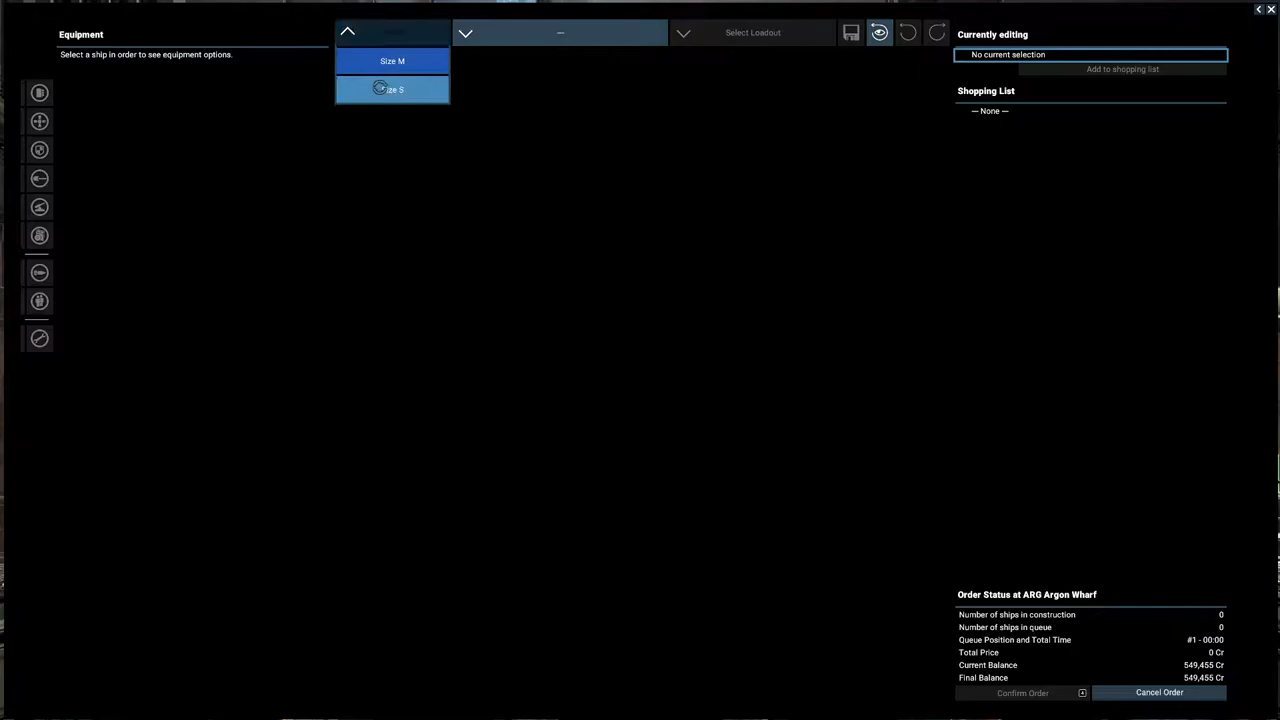 Equipment
Select a ship in order to see equipment options.
Size M
Size S
—
Select Loadout
Currently editing
No current selection
Add to shopping list
Shopping List
— None —
Order Status at ARG Argon Wharf
Number of ships in construction 0
Number of ships in queue 0
Queue Position and Total Time #1 - 00:00
Total Price 0 Cr
Current Balance 549,455 Cr
Final Balance 549,455 Cr
Confirm Order
Cancel Order